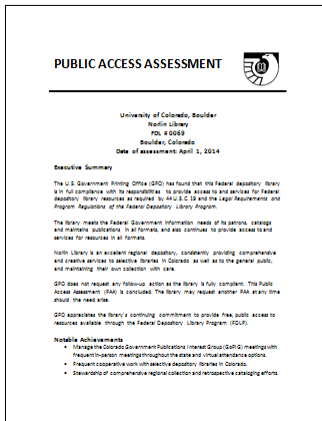 PUBLIC ACCESS ASSESSMENT
University of Colorado, Boulder
Norlin Library
FDL # 0069
Boulder, Colorado
Date of assessment: April 1, 2014
Executive Summary
The U.S. Government Printing Office (GPO) has found that this Federal depository library
is in full compliance with its responsibilities to provide access to and services for Federal
depository library resources as required by 44 U.S.C. 19 and the Legal Requirements and
Program Regulations of the Federal Depository Library Program.
The library meets the Federal Government information needs of its patrons, catalogs
and maintains publications in all formats, and also continues to provide access to and
services for resources in all formats.
Norlin Library is an excellent regional depository, consistently providing comprehensive
and creative services to selective libraries in Colorado as well as to the general public,
and maintaining their own collection with care.
GPO does not request any follow-up action as the library is fully compliant. This Public
Access Assessment (PAA) is concluded. The library may request another PAA at any time
should the need arise.
GPO appreciates the library's continuing commitment to provide free, public access to
resources available through the Federal Depository Library Program (FDLP).
Notable Achievements
• Manage the Colorado Government Publications Interest Group (GoPIG) meetings with
frequent in-person meetings throughout the state and virtual attendance options.
• Frequent cooperative work with selective depository libraries in Colorado.
• Stewardship of comprehensive regional collection and retrospective cataloging efforts.